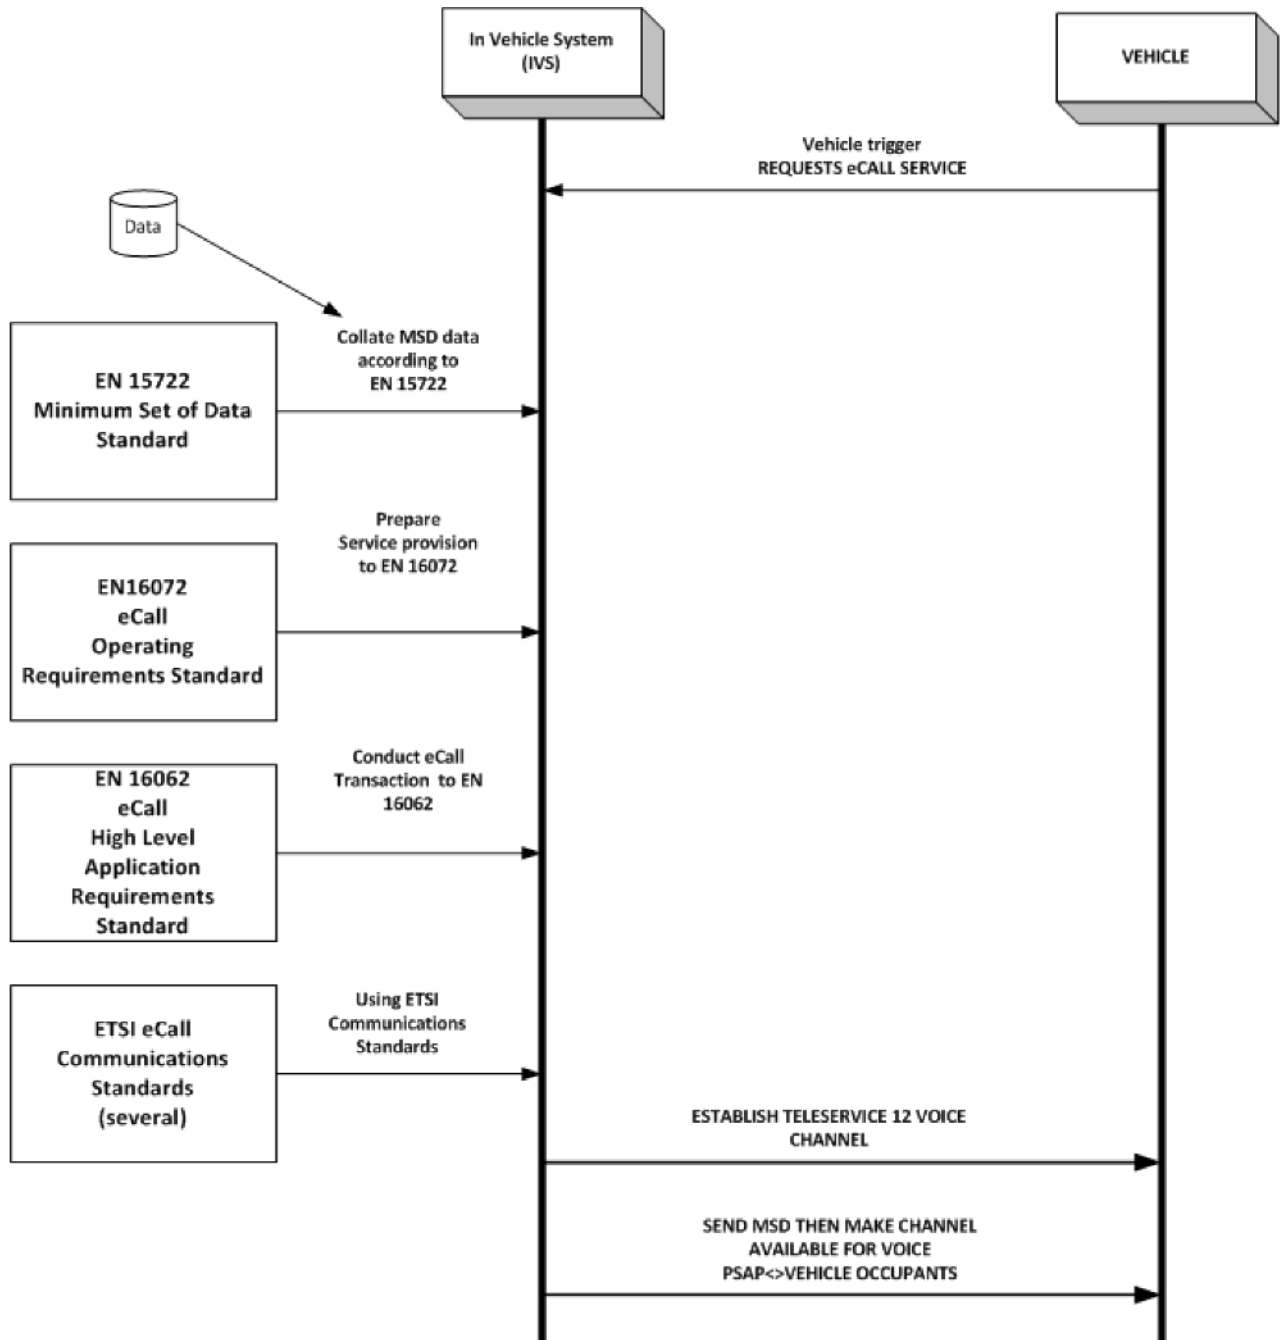 In Vehicle System
(IVS)
VEHICLE
Vehicle trigger
REQUESTS eCALL SERVICE
Data
Collate MSD data
according to
EN 15722
EN 15722
Minimum Set of Data
Standard
Prepare
Service provision
to EN 16072
EN16072
eCall
Operating
Requirements Standard
Conduct eCall
Transaction to EN
16062
EN 16062
eCall
High Level
Application
Requirements
Standard
Using ETSI
Communications
Standards
ETSI eCall
Communications
Standards
(several)
ESTABLISH TELESERVICE 12 VOICE
CHANNEL
SEND MSD THEN MAKE CHANNEL
AVAILABLE FOR VOICE
PSAP<>VEHICLE OCCUPANTS